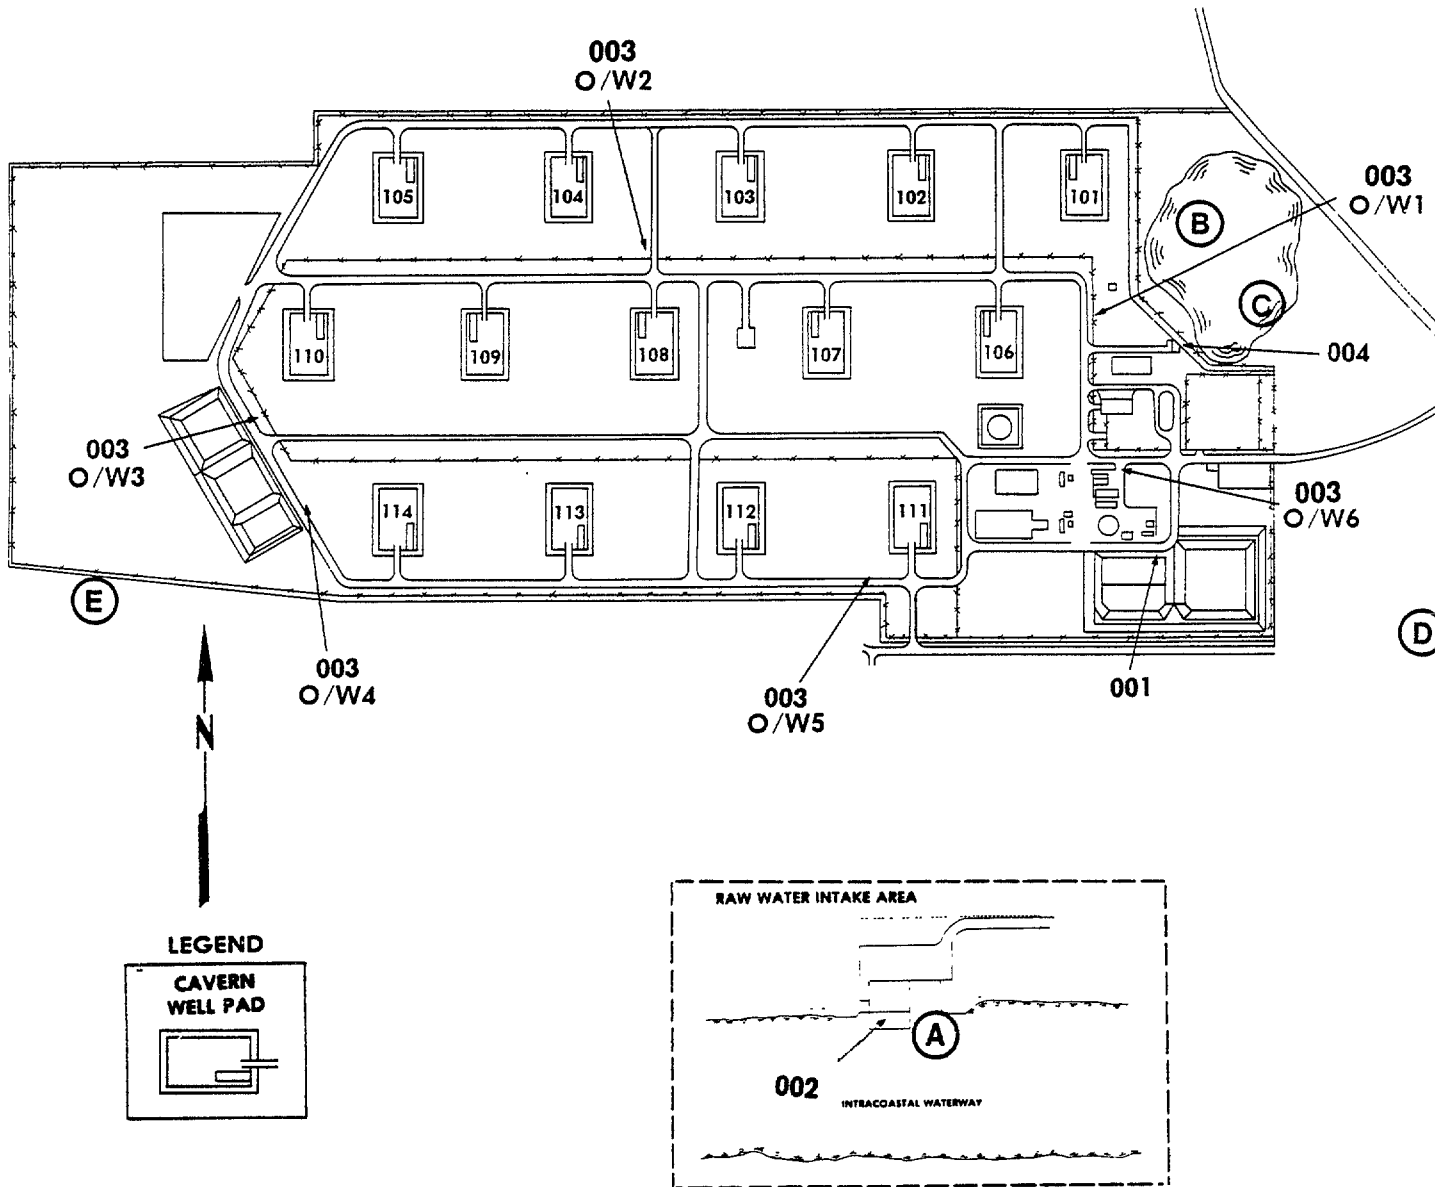 003
O/W2
105
104
103
102
101
B
003
O/W1
C
110
109
108
107
106
004
003
O/W3
114
113
112
111
003
O/W6
E
D
003
O/W4
003
O/W5
001
N
RAW WATER INTAKE AREA
LEGEND
CAVERN
WELL PAD
A
002
INTRACOASTAL WATERWAY